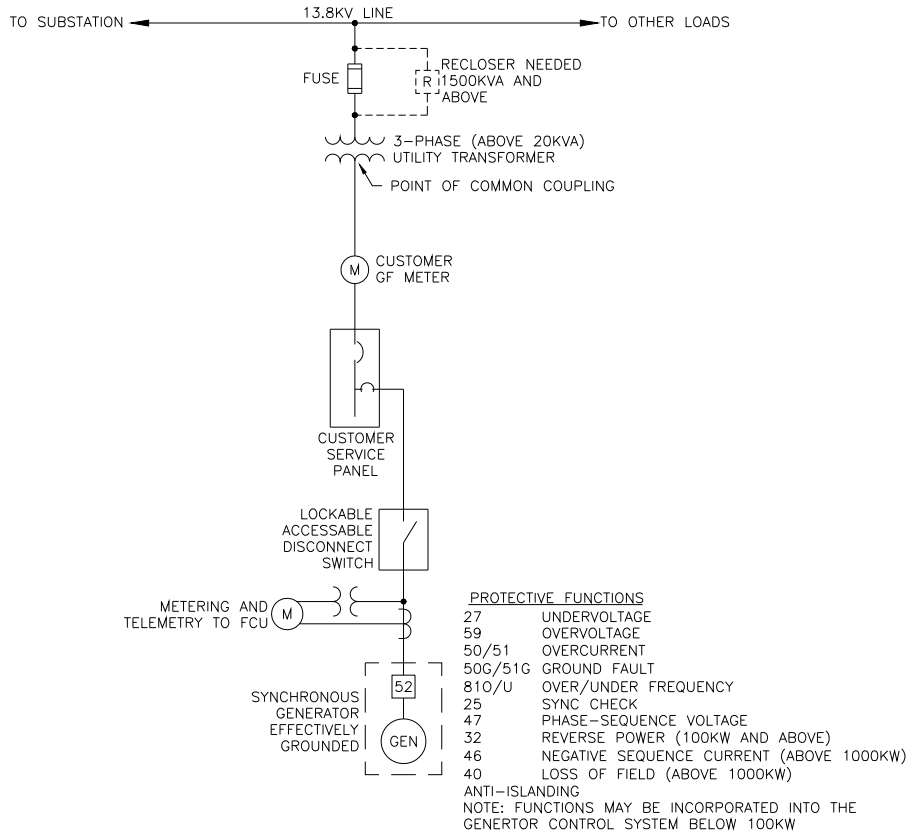 13.8KV LINE
TO SUBSTATION
TO OTHER LOADS
FUSE
R
RECLOSER NEEDED
1500KVA AND
ABOVE
3-PHASE (ABOVE 20KVA)
UTILITY TRANSFORMER
POINT OF COMMON COUPLING
M
CUSTOMER
GF METER
CUSTOMER
SERVICE
PANEL
LOCKABLE
ACCESSABLE
DISCONNECT
SWITCH
METERING AND
TELEMETRY TO FCU
M
SYNCHRONOUS
GENERATOR
EFFECTIVELY
GROUNDED
52
GEN
PROTECTIVE FUNCTIONS
27 UNDERVOLTAGE
59 OVERVOLTAGE
50/51 OVERCURRENT
50G/51G GROUND FAULT
81O/U OVER/UNDER FREQUENCY
25 SYNC CHECK
47 PHASE-SEQUENCE VOLTAGE
32 REVERSE POWER (100KW AND ABOVE)
46 NEGATIVE SEQUENCE CURRENT (ABOVE 1000KW)
40 LOSS OF FIELD (ABOVE 1000KW)
ANTI-ISLANDING
NOTE: FUNCTIONS MAY BE INCORPORATED INTO THE
GENERTOR CONTROL SYSTEM BELOW 100KW